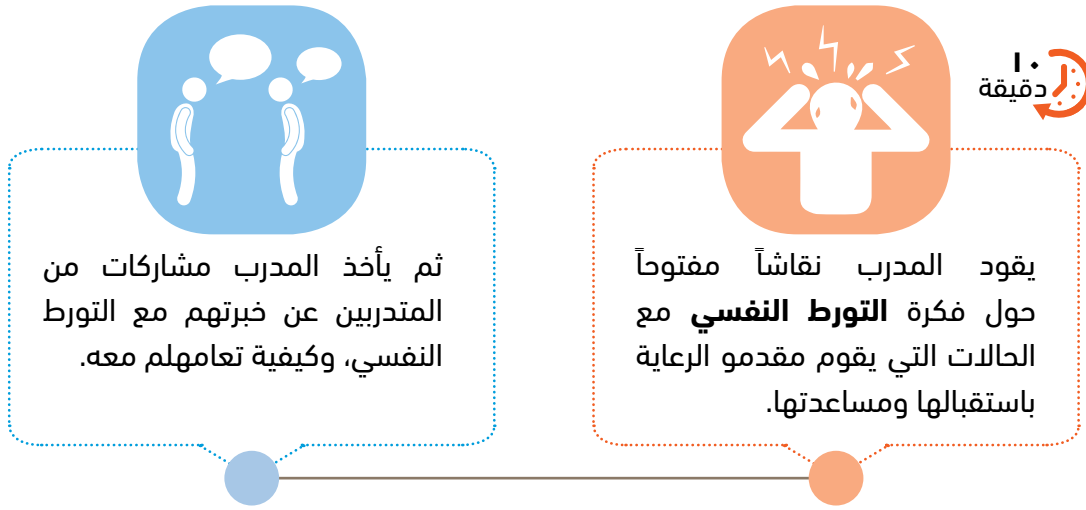 ١٠
دقيقة
يقود المدرب نقاشاً مفتوحاً
حول فكرة التورط النفسي مع
الحالات التي يقوم مقدمو الرعاية
باستقبالها ومساعدتها.
ثم يأخذ المدرب مشاركات من
المتدربين عن خبرتهم مع التورط
النفسي، وكيفية تعامهلم معه.